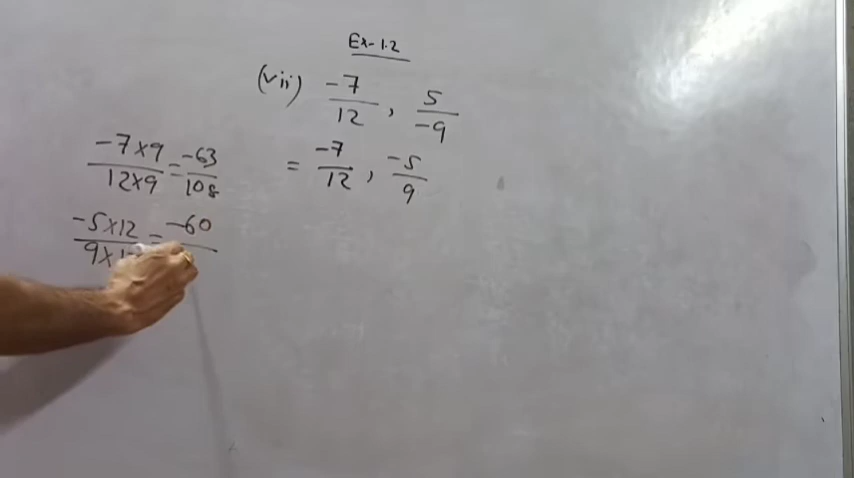 Ex-1.2
(vii) -7/12 , 5/-9
= -7/12 , -5/9
-7×9/12×9 = -63/108
-5×12/9×1 = -60